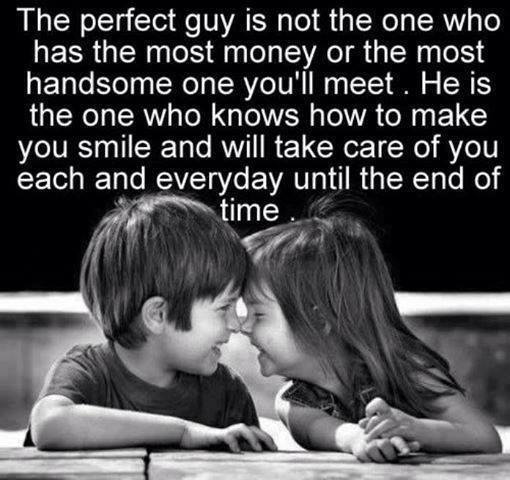 The perfect guy is not the one who
has the most money or the most
handsome one you'll meet . He is
the one who knows how to make
you smile and will take care of you
each and everyday until the end of
time .